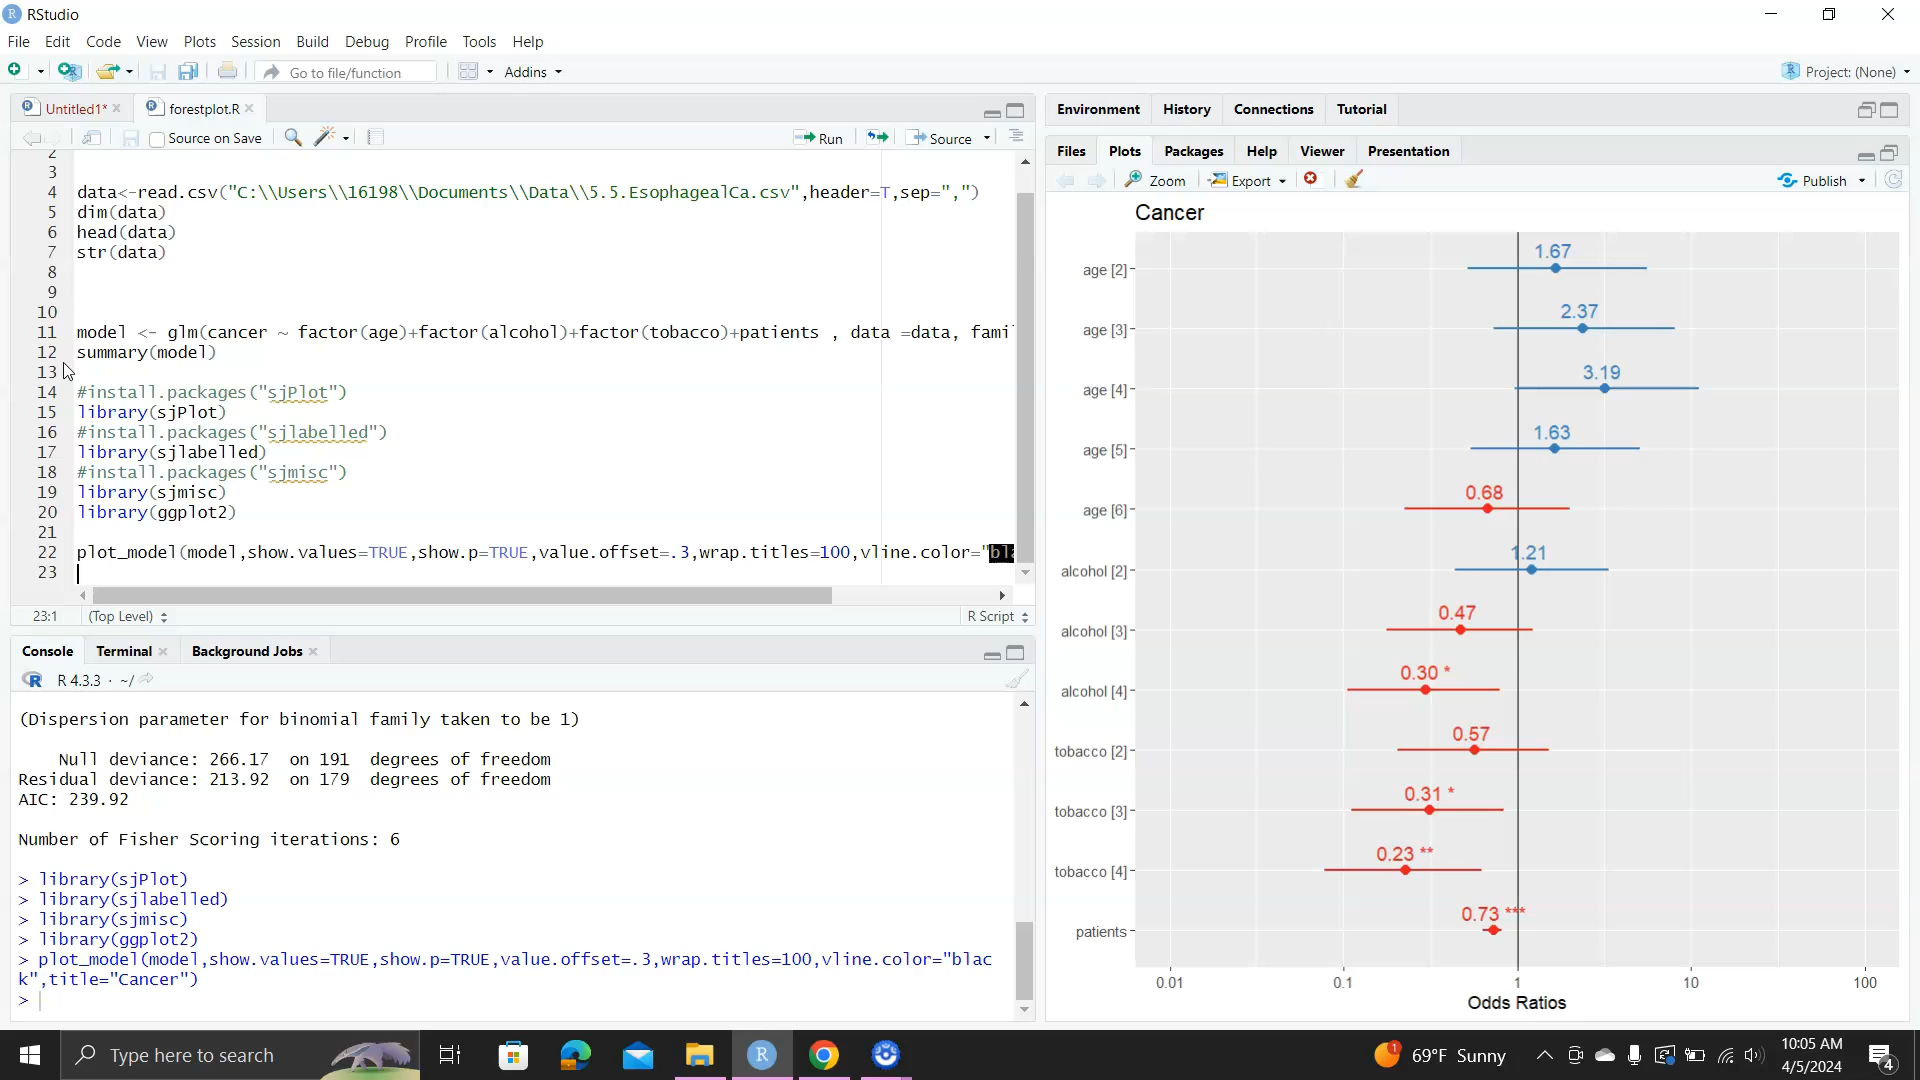 RStudio
File Edit Code View Plots Session Build Debug Profile Tools Help
Go to file/function Addins Project: (None)
Untitled1* forestplot.R
Source on Save Run Source
2
3
4 data<-read.csv("C:\\Users\\16198\\Documents\\Data\\5.5.EsophagealCa.csv",header=T,sep=",")
5 dim(data)
6 head(data)
7 str(data)
8
9
10
11 model <- glm(cancer ~ factor(age)+factor(alcohol)+factor(tobacco)+patients , data =data, fami
12 summary(model)
13
14 #install.packages("sjPlot")
15 library(sjPlot)
16 #install.packages("sjlabelled")
17 library(sjlabelled)
18 #install.packages("sjmisc")
19 library(sjmisc)
20 library(ggplot2)
21
22 plot_model(model,show.values=TRUE,show.p=TRUE,value.offset=.3,wrap.titles=100,vline.color="bla
23
23:1 (Top Level) R Script
Console Terminal Background Jobs
R 4.3.3 · ~/
(Dispersion parameter for binomial family taken to be 1)
Null deviance: 266.17 on 191 degrees of freedom
Residual deviance: 213.92 on 179 degrees of freedom
AIC: 239.92
Number of Fisher Scoring iterations: 6
> library(sjPlot)
> library(sjlabelled)
> library(sjmisc)
> library(ggplot2)
> plot_model(model,show.values=TRUE,show.p=TRUE,value.offset=.3,wrap.titles=100,vline.color="blac
k",title="Cancer")
>
Environment History Connections Tutorial
Files Plots Packages Help Viewer Presentation
Zoom Export Publish
Cancer
1.67
age [2]
2.37
age [3]
3.19
age [4]
1.63
age [5]
0.68
age [6]
1.21
alcohol [2]
0.47
alcohol [3]
0.30 *
alcohol [4]
0.57
tobacco [2]
0.31 *
tobacco [3]
0.23 **
tobacco [4]
0.73 ***
patients
0.01 0.1 1 10 100
Odds Ratios
Type here to search
1
69°F Sunny
10:05 AM
4/5/2024
4